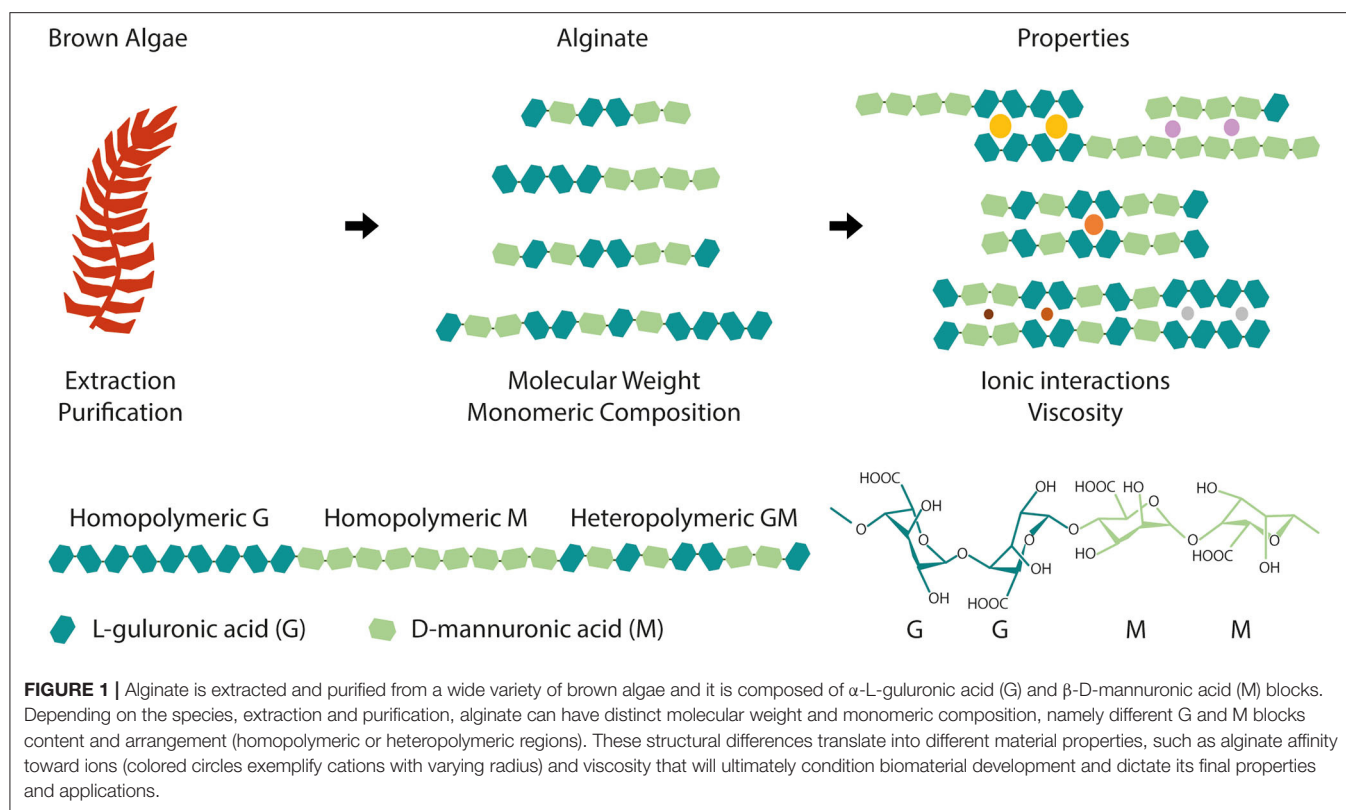 Brown Algae
Alginate
Properties
Extraction
Purification
Molecular Weight
Monomeric Composition
Ionic interactions
Viscosity
Homopolymeric G
Homopolymeric M
Heteropolymeric GM
L-guluronic acid (G)
D-mannuronic acid (M)
HOOC
OH
O
O
OH
O
OH
HOOC
O
OH
O
HOOC
HO
O
HO
O
HO
HOOC
O
OH
G
G
M
M
FIGURE 1 | Alginate is extracted and purified from a wide variety of brown algae and it is composed of α-L-guluronic acid (G) and β-D-mannuronic acid (M) blocks.
Depending on the species, extraction and purification, alginate can have distinct molecular weight and monomeric composition, namely different G and M blocks
content and arrangement (homopolymeric or heteropolymeric regions). These structural differences translate into different material properties, such as alginate affinity
toward ions (colored circles exemplify cations with varying radius) and viscosity that will ultimately condition biomaterial development and dictate its final properties
and applications.